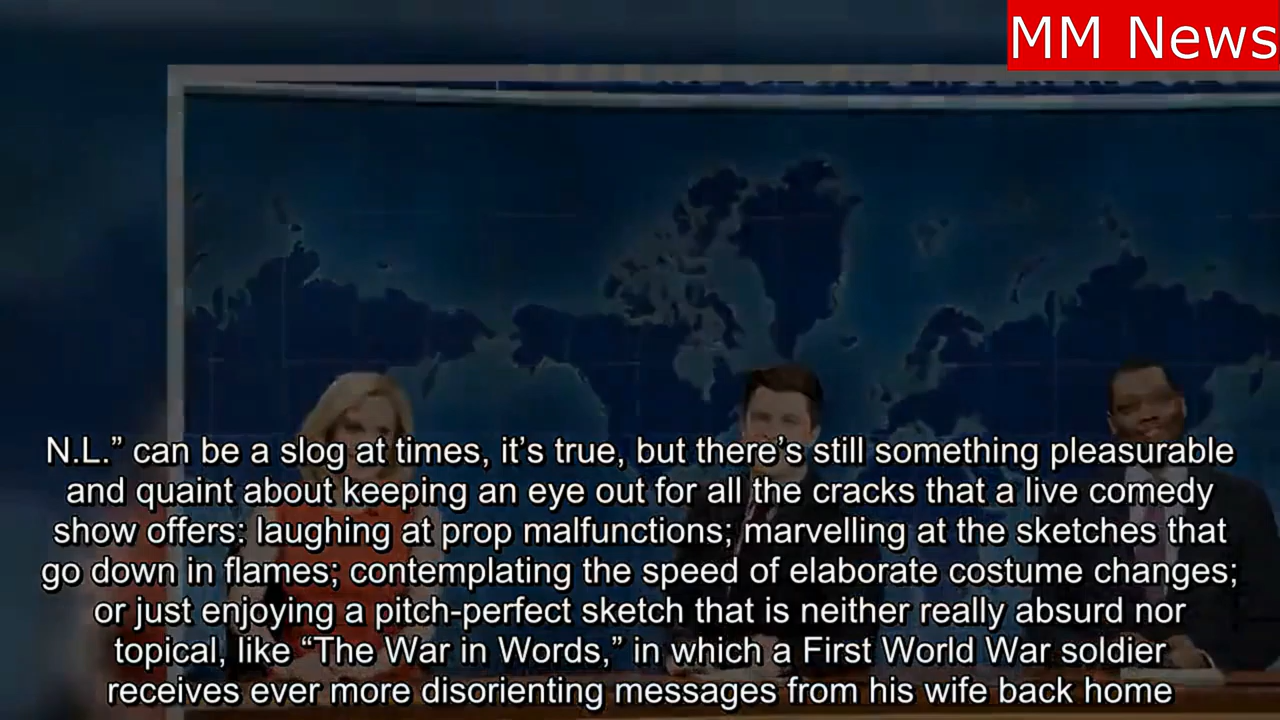 MM News
N.L.” can be a slog at times, it’s true, but there’s still something pleasurable
and quaint about keeping an eye out for all the cracks that a live comedy
show offers: laughing at prop malfunctions; marvelling at the sketches that
go down in flames; contemplating the speed of elaborate costume changes;
or just enjoying a pitch-perfect sketch that is neither really absurd nor
topical, like “The War in Words,” in which a First World War soldier
receives ever more disorienting messages from his wife back home